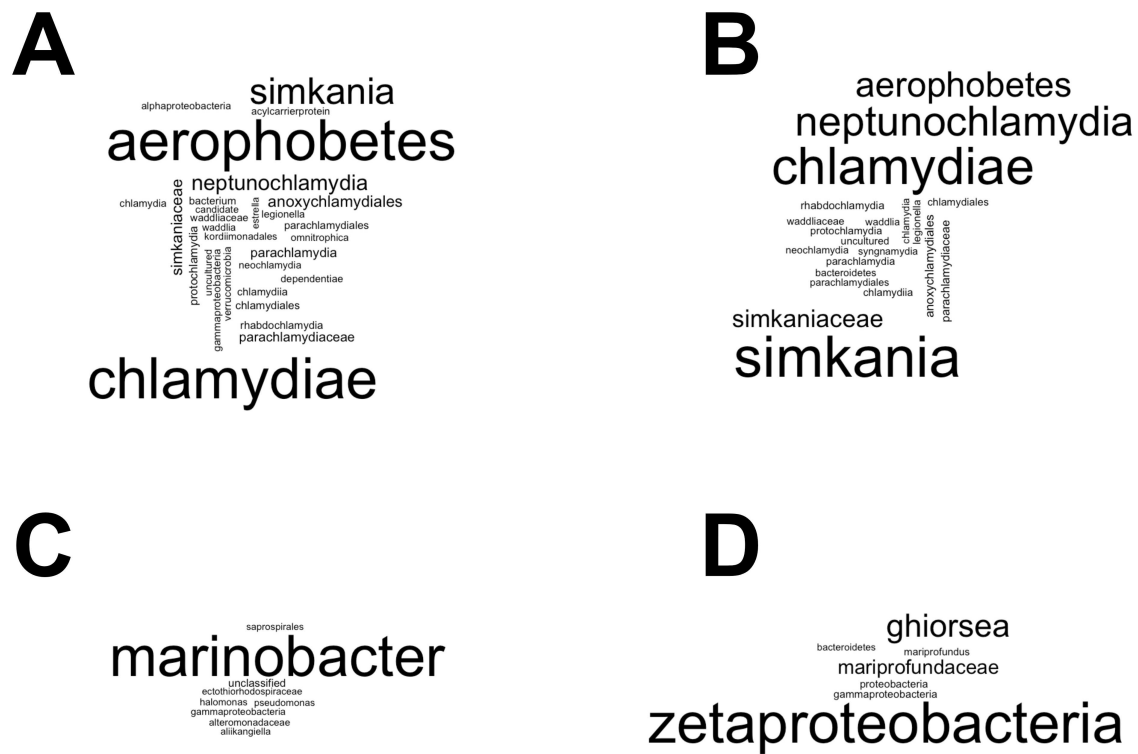 A
simkania
alphaproteobacteria
acylcarrierprotein
aerophobetes
neptunochlamydia
simkaniaceae
chlamydia
bacterium
estrella
anoxychlamydiales
candidate
legionella
waddliaceae
waddlia
parachlamydiales
kordiimonadales
omnitrophica
protochlamydia
uncultured
gammaproteobacteria
verrucomicrobia
parachlamydia
neochlamydia
dependentiae
chlamydiia
chlamydiales
rhabdochlamydia
parachlamydiaceae
chlamydiae
B
aerophobetes
neptunochlamydia
chlamydiae
rhabdochlamydia
chlamydia
legionella
chlamydiales
waddliaceae
waddlia
protochlamydia
uncultured
neochlamydia
syngnamydia
anoxychlamydiales
parachlamydiaceae
parachlamydia
bacteroidetes
parachlamydiales
chlamydiia
simkaniaceae
simkania
C
saprospirales
marinobacter
unclassified
ectothiorhodospiraceae
halomonas
pseudomonas
gammaproteobacteria
alteromonadaceae
aliikangiella
D
ghiorsea
bacteroidetes
mariprofundus
mariprofundaceae
proteobacteria
gammaproteobacteria
zetaproteobacteria